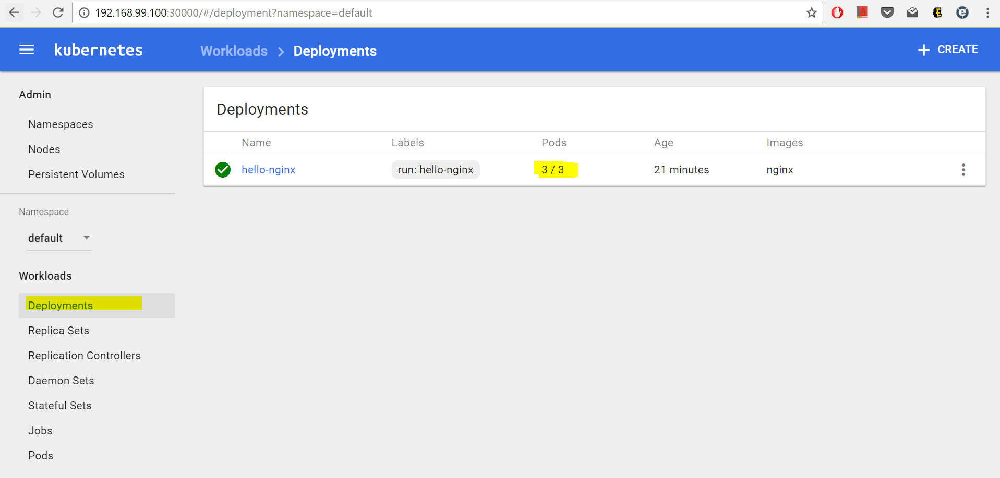 192.168.99.100:30000/#/deployment?namespace=default
kubernetes
Workloads > Deployments
+ CREATE
Admin
Namespaces
Nodes
Persistent Volumes
Namespace
default
Workloads
Deployments
Replica Sets
Replication Controllers
Daemon Sets
Stateful Sets
Jobs
Pods
Deployments
Name Labels Pods Age Images
hello-nginx run: hello-nginx 3 / 3 21 minutes nginx